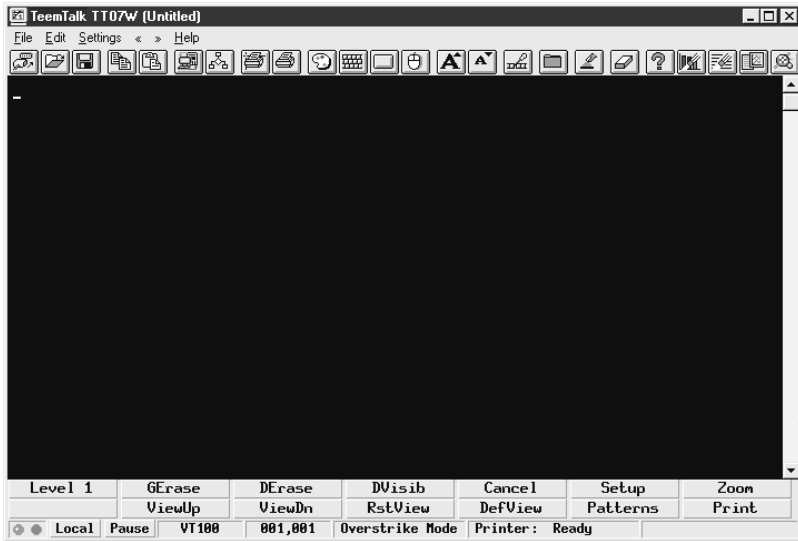 TeemTalk TT07W (Untitled)
File Edit Settings « » Help
Level 1 GErase DErase DVisib Cancel Setup Zoom
ViewUp ViewDn RstView DefView Patterns Print
Local Pause VT100 001,001 Overstrike Mode Printer: Ready